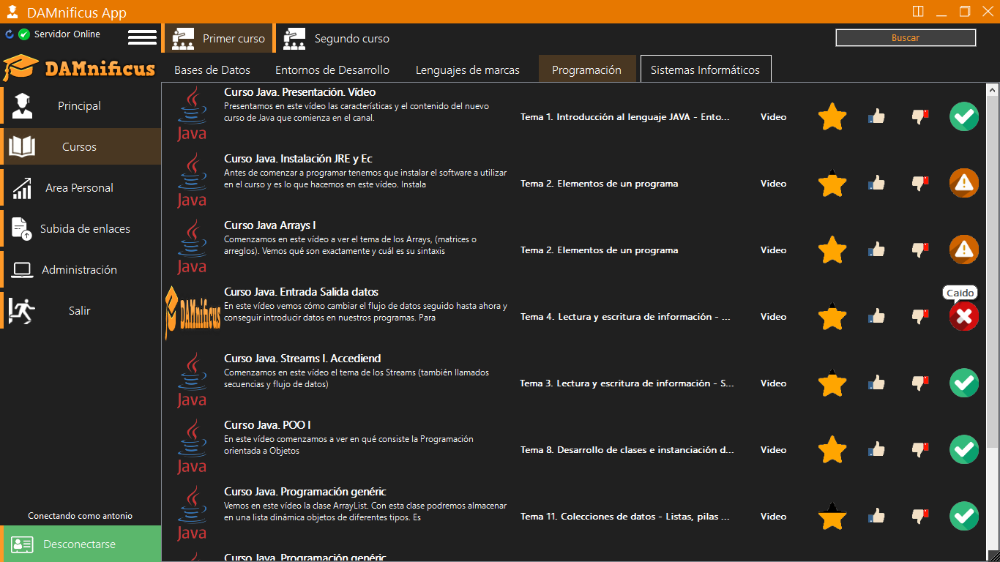 DAMnificus App
Servidor Online
Primer curso
Segundo curso
Buscar
DAMnificus
Bases de Datos
Entornos de Desarrollo
Lenguajes de marcas
Programación
Sistemas Informáticos
Principal
Cursos
Area Personal
Subida de enlaces
Administración
Salir
Conectando como antonio
Desconectarse
Java
Curso Java. Presentación. Vídeo
Presentamos en este vídeo las características y el contenido del nuevo
curso de Java que comienza en el canal.
Tema 1. Introducción al lenguaje JAVA - Ento...
Video
Java
Curso Java. Instalación JRE y Ec
Antes de comenzar a programar tenemos que instalar el software a utilizar
en el curso y es lo que hacemos en este vídeo. Instala
Tema 2. Elementos de un programa
Video
Java
Curso Java Arrays I
Comenzamos en este vídeo a ver el tema de los Arrays, (matrices o
arreglos). Vemos qué son exactamente y cuál es su sintaxis
Tema 2. Elementos de un programa
Video
DAMnificus
Curso Java. Entrada Salida datos
En este vídeo vemos cómo cambiar el flujo de datos seguido hasta ahora y
conseguir introducir datos en nuestros programas. Para
Tema 4. Lectura y escritura de información - ...
Video
Caido
Java
Curso Java. Streams I. Accediend
Comenzamos en este vídeo el tema de los Streams (también llamados
secuencias y flujo de datos)
Tema 3. Lectura y escritura de información - S...
Video
Java
Curso Java. POO I
En este vídeo comenzamos a ver en qué consiste la Programación
orientada a Objetos
Tema 8. Desarrollo de clases e instanciación d...
Video
Java
Curso Java. Programación genéric
Vemos en este vídeo la clase ArrayList. Con esta clase podremos almacenar
en una lista dinámica objetos de diferentes tipos. Es
Tema 11. Colecciones de datos - Listas, pilas ...
Video
Curso Java. Programación genéric